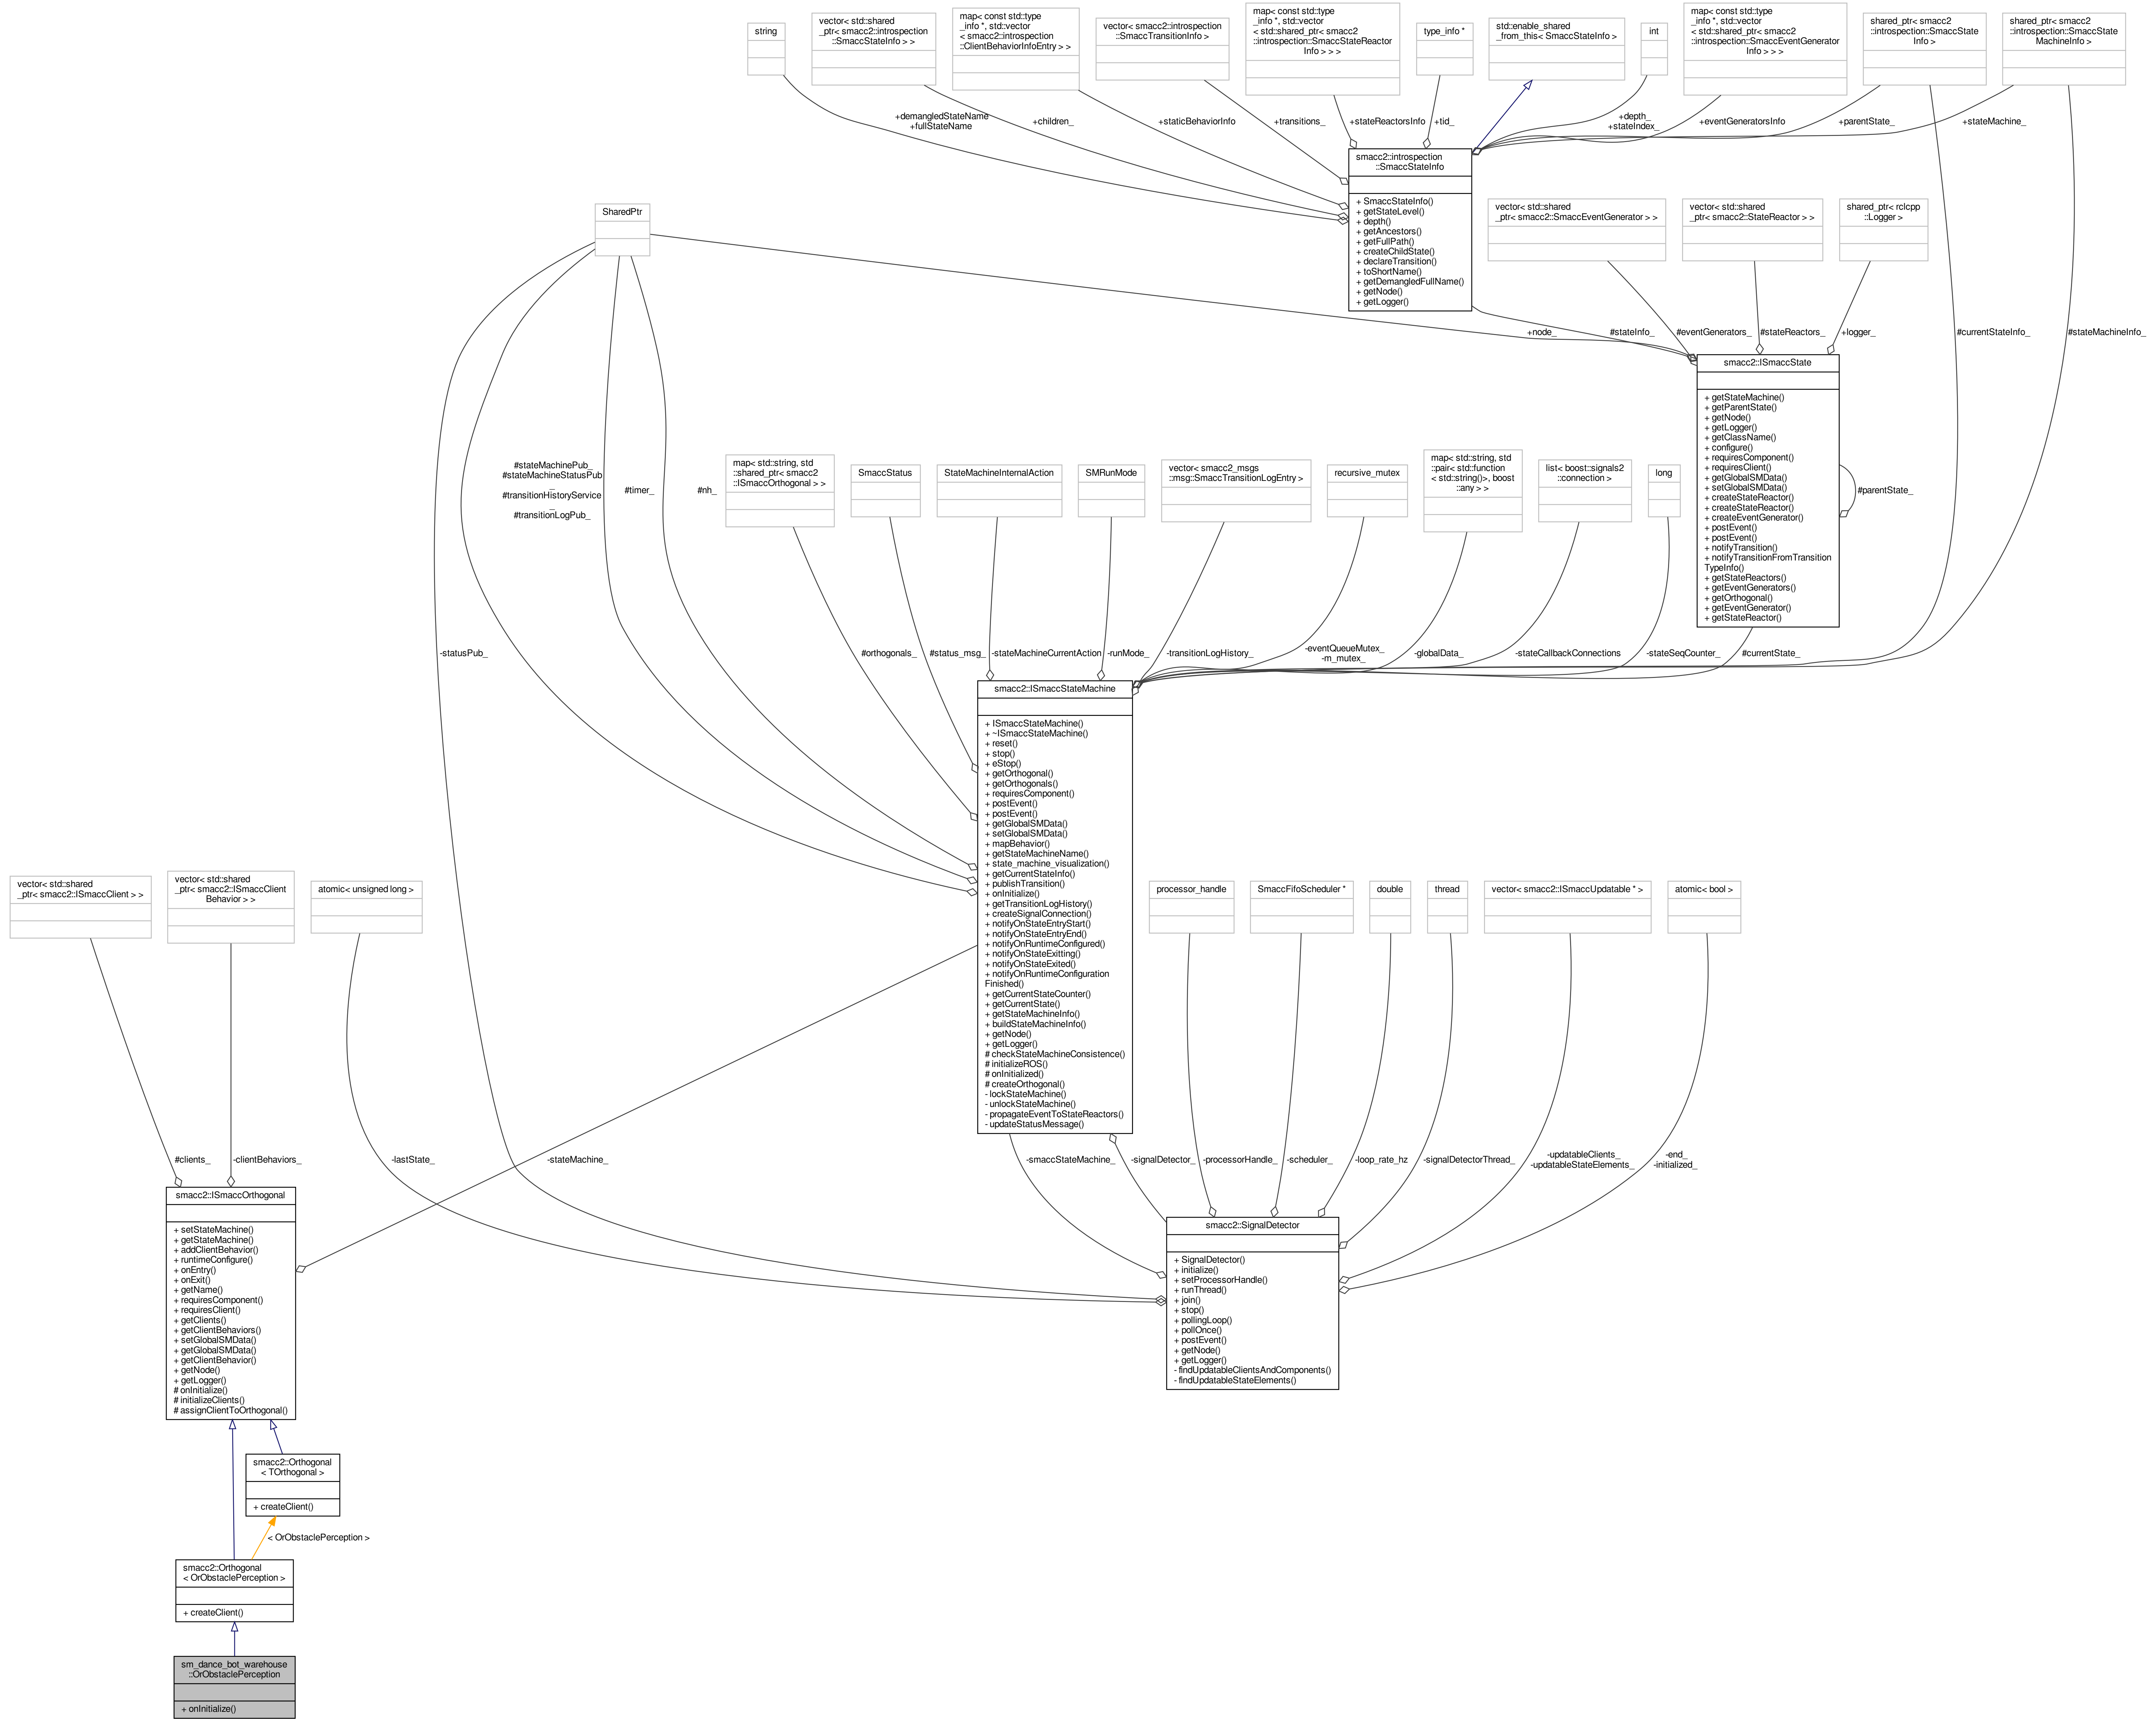 string
vector< std::shared
_ptr< smacc2::introspection
::SmaccStateInfo > >
map< const std::type
_info *, std::vector
< smacc2::introspection
::ClientBehaviorInfoEntry > >
vector< smacc2::introspection
::SmaccTransitionInfo >
map< const std::type
_info *, std::vector
< std::shared_ptr< smacc2
::introspection::SmaccStateReactor
Info > > >
type_info *
std::enable_shared
_from_this< SmaccStateInfo >
int
map< const std::type
_info *, std::vector
< std::shared_ptr< smacc2
::introspection::SmaccEventGenerator
Info > > >
shared_ptr< smacc2
::introspection::SmaccState
Info >
shared_ptr< smacc2
::introspection::SmaccState
MachineInfo >
+demangledStateName
+fullStateName
+children_
+staticBehaviorInfo
+transitions_
+stateReactorsInfo
+tid_
+depth_
+stateIndex_
+eventGeneratorsInfo
+parentState_
+stateMachine_
smacc2::introspection
::SmaccStateInfo
+ SmaccStateInfo()
+ getStateLevel()
+ depth()
+ getAncestors()
+ getFullPath()
+ createChildState()
+ declareTransition()
+ toShortName()
+ getDemangledFullName()
+ getNode()
+ getLogger()
SharedPtr
vector< std::shared
_ptr< smacc2::SmaccEventGenerator > >
vector< std::shared
_ptr< smacc2::StateReactor > >
shared_ptr< rclcpp
::Logger >
+node_
#stateInfo_
#eventGenerators_
#stateReactors_
+logger_
#currentStateInfo_
#stateMachineInfo_
smacc2::ISmaccState
+ getStateMachine()
+ getParentState()
+ getNode()
+ getLogger()
+ getClassName()
+ configure()
+ requiresComponent()
+ requiresClient()
+ getGlobalSMData()
+ setGlobalSMData()
+ createStateReactor()
+ createStateReactor()
+ createEventGenerator()
+ postEvent()
+ postEvent()
+ notifyTransition()
+ notifyTransitionFromTransition
TypeInfo()
+ getStateReactors()
+ getEventGenerators()
+ getOrthogonal()
+ getEventGenerator()
+ getStateReactor()
#parentState_
#stateMachinePub_
#stateMachineStatusPub
_
#transitionHistoryService
_
#transitionLogPub_
#timer_
#nh_
map< std::string, std
::shared_ptr< smacc2
::ISmaccOrthogonal > >
SmaccStatus
StateMachineInternalAction
SMRunMode
vector< smacc2_msgs
::msg::SmaccTransitionLogEntry >
recursive_mutex
map< std::string, std
::pair< std::function
< std::string()>, boost
::any > >
list< boost::signals2
::connection >
long
-statusPub_
#orthogonals_
#status_msg_
-stateMachineCurrentAction
-runMode_
-transitionLogHistory_
-eventQueueMutex_
-m_mutex_
-globalData_
-stateCallbackConnections
-stateSeqCounter_
#currentState_
smacc2::ISmaccStateMachine
+ ISmaccStateMachine()
+ ~ISmaccStateMachine()
+ reset()
+ stop()
+ eStop()
+ getOrthogonal()
+ getOrthogonals()
+ requiresComponent()
+ postEvent()
+ postEvent()
+ getGlobalSMData()
+ setGlobalSMData()
+ mapBehavior()
+ getStateMachineName()
+ state_machine_visualization()
+ getCurrentStateInfo()
+ publishTransition()
+ onInitialize()
+ getTransitionLogHistory()
+ createSignalConnection()
+ notifyOnStateEntryStart()
+ notifyOnStateEntryEnd()
+ notifyOnRuntimeConfigured()
+ notifyOnStateExitting()
+ notifyOnStateExited()
+ notifyOnRuntimeConfiguration
Finished()
+ getCurrentStateCounter()
+ getCurrentState()
+ getStateMachineInfo()
+ buildStateMachineInfo()
+ getNode()
+ getLogger()
# checkStateMachineConsistence()
# initializeROS()
# onInitialized()
# createOrthogonal()
- lockStateMachine()
- unlockStateMachine()
- propagateEventToStateReactors()
- updateStatusMessage()
vector< std::shared
_ptr< smacc2::ISmaccClient > >
vector< std::shared
_ptr< smacc2::ISmaccClient
Behavior > >
atomic< unsigned long >
processor_handle
SmaccFifoScheduler *
double
thread
vector< smacc2::ISmaccUpdatable * >
atomic< bool >
#clients_
-clientBehaviors_
-lastState_
-stateMachine_
-smaccStateMachine_
-signalDetector_
-processorHandle_
-scheduler_
-loop_rate_hz
-signalDetectorThread_
-updatableClients_
-updatableStateElements_
-end_
-initialized_
smacc2::ISmaccOrthogonal
+ setStateMachine()
+ getStateMachine()
+ addClientBehavior()
+ runtimeConfigure()
+ onEntry()
+ onExit()
+ getName()
+ requiresComponent()
+ requiresClient()
+ getClients()
+ getClientBehaviors()
+ setGlobalSMData()
+ getGlobalSMData()
+ getClientBehavior()
+ getNode()
+ getLogger()
# onInitialize()
# initializeClients()
# assignClientToOrthogonal()
smacc2::SignalDetector
+ SignalDetector()
+ initialize()
+ setProcessorHandle()
+ runThread()
+ join()
+ stop()
+ pollingLoop()
+ pollOnce()
+ postEvent()
+ getNode()
+ getLogger()
- findUpdatableClientsAndComponents()
- findUpdatableStateElements()
smacc2::Orthogonal
< TOrthogonal >
+ createClient()
< OrObstaclePerception >
smacc2::Orthogonal
< OrObstaclePerception >
+ createClient()
sm_dance_bot_warehouse
::OrObstaclePerception
+ onInitialize()